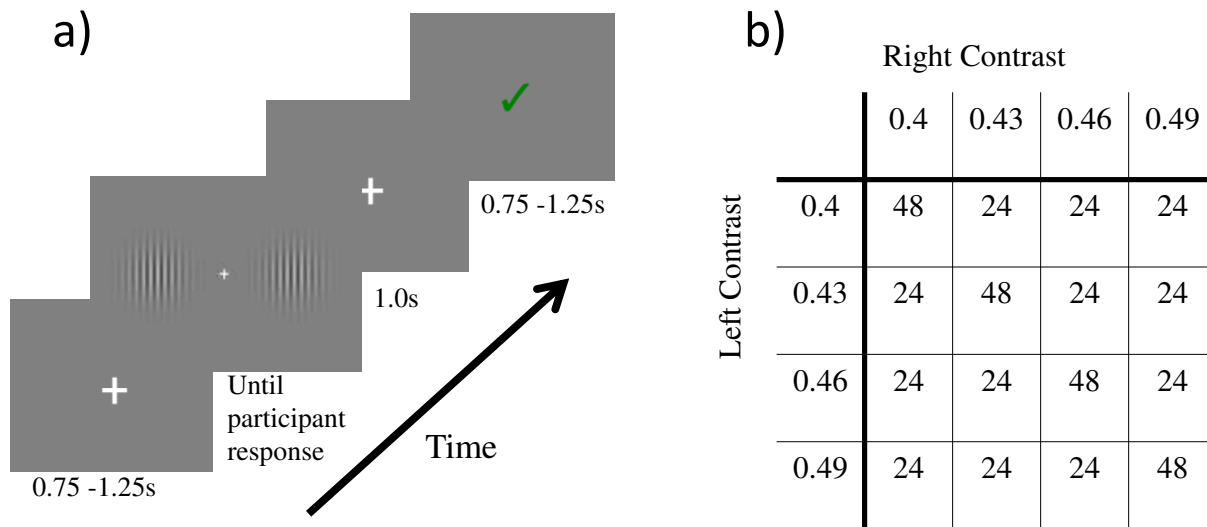 a)
✓
0.75 -1.25s
1.0s
Until
participant
response
0.75 -1.25s
Time
b)
Right Contrast
0.4 0.43 0.46 0.49
Left Contrast
0.4 48 24 24 24
0.43 24 48 24 24
0.46 24 24 48 24
0.49 24 24 24 48